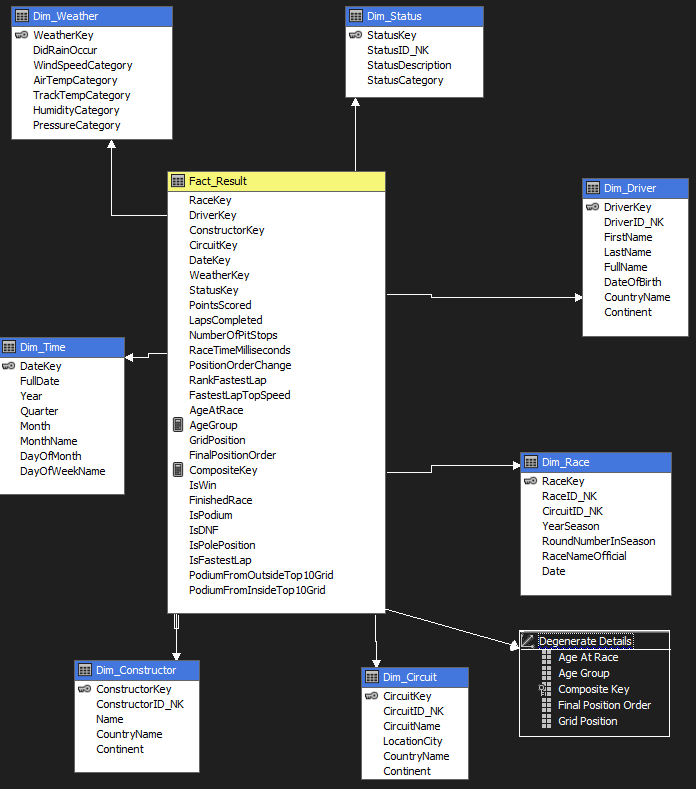 Dim_Weather
WeatherKey
DidRainOccur
WindSpeedCategory
AirTempCategory
TrackTempCategory
HumidityCategory
PressureCategory
Dim_Status
StatusKey
StatusID_NK
StatusDescription
StatusCategory
Fact_Result
RaceKey
DriverKey
ConstructorKey
CircuitKey
DateKey
WeatherKey
StatusKey
PointsScored
LapsCompleted
NumberOfPitStops
RaceTimeMilliseconds
PositionOrderChange
RankFastestLap
FastestLapTopSpeed
AgeAtRace
AgeGroup
GridPosition
FinalPositionOrder
CompositeKey
IsWin
FinishedRace
IsPodium
IsDNF
IsPolePosition
IsFastestLap
PodiumFromOutsideTop10Grid
PodiumFromInsideTop10Grid
Dim_Driver
DriverKey
DriverID_NK
FirstName
LastName
FullName
DateOfBirth
CountryName
Continent
Dim_Time
DateKey
FullDate
Year
Quarter
Month
MonthName
DayOfMonth
DayOfWeekName
Dim_Race
RaceKey
RaceID_NK
CircuitID_NK
YearSeason
RoundNumberInSeason
RaceNameOfficial
Date
Dim_Constructor
ConstructorKey
ConstructorID_NK
Name
CountryName
Continent
Dim_Circuit
CircuitKey
CircuitID_NK
CircuitName
LocationCity
CountryName
Continent
Degenerate Details
Age At Race
Age Group
Composite Key
Final Position Order
Grid Position